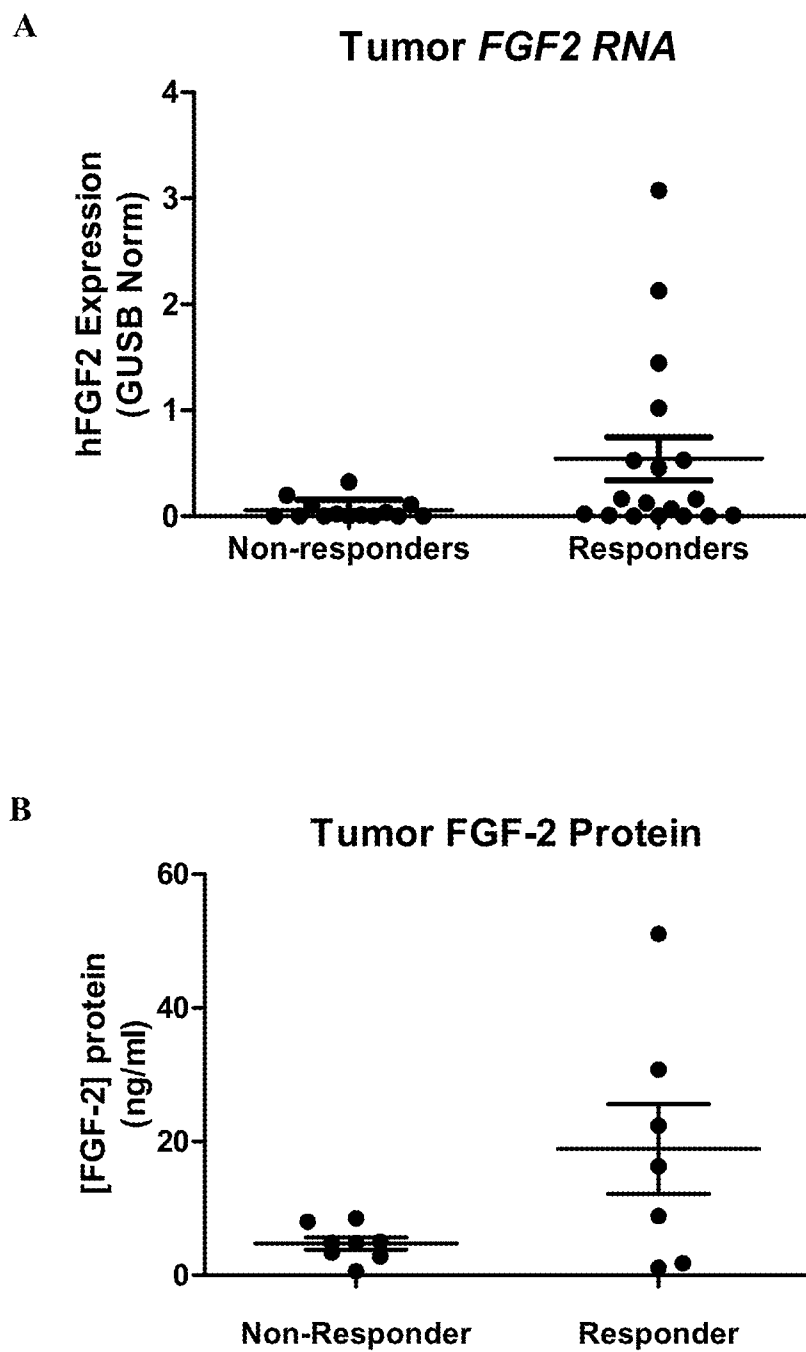 A
Tumor FGF2 RNA
hFGF2 Expression
(GUSB Norm)
4
3
2
1
0
Non-responders
Responders
B
Tumor FGF-2 Protein
[FGF-2] protein
(ng/ml)
60
40
20
0
Non-Responder
Responder